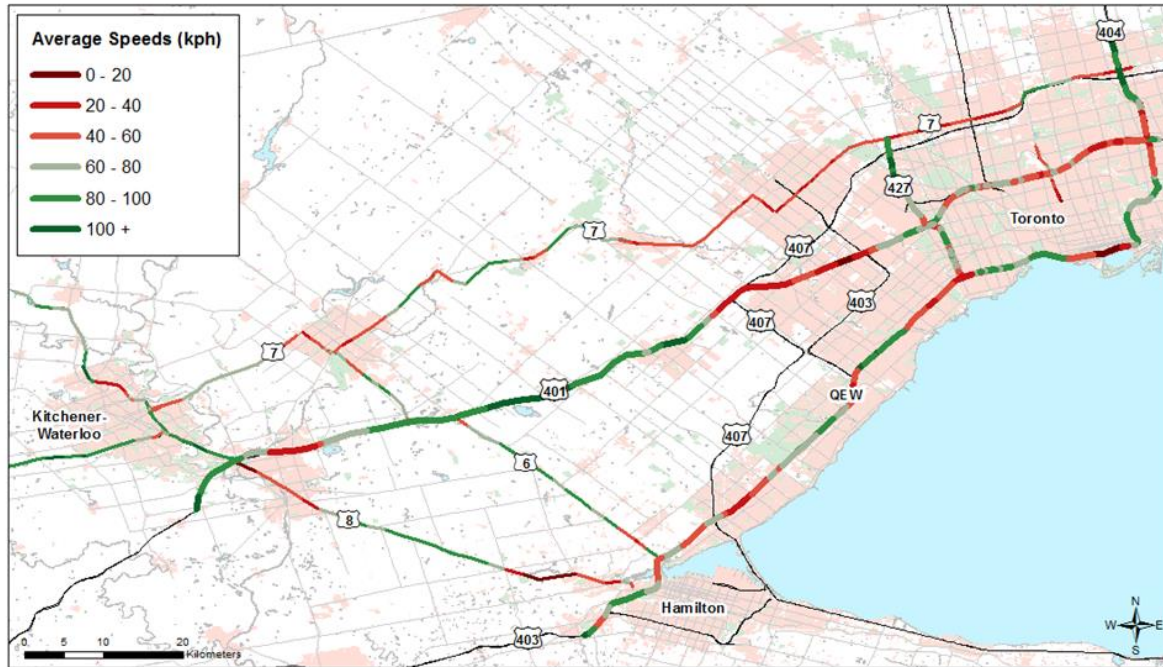 Average Speeds (kph)
0 - 20
20 - 40
40 - 60
60 - 80
80 - 100
100 +
404
7
427
Toronto
7
407
403
407
401
QEW
7
Kitchener-
Waterloo
407
6
8
Hamilton
403
0 5 10 20
Kilometers
N
W E
S